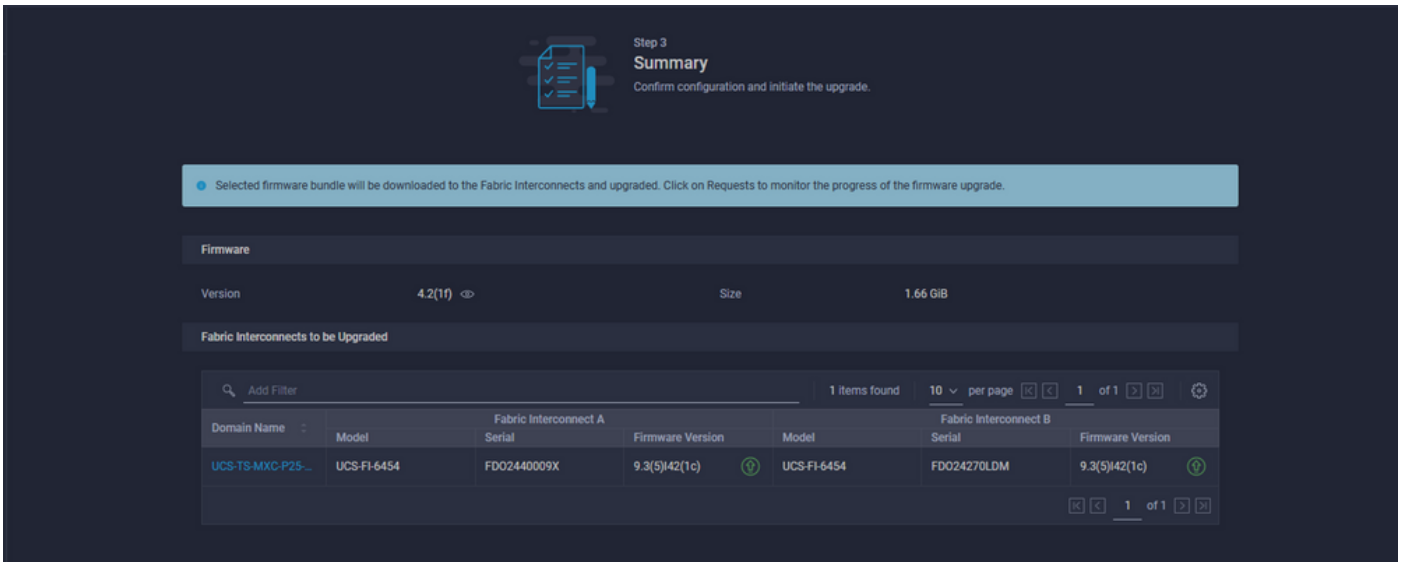 Step 3
Summary
Confirm configuration and initiate the upgrade.
Selected firmware bundle will be downloaded to the Fabric Interconnects and upgraded. Click on Requests to monitor the progress of the firmware upgrade.
Firmware
Version 4.2(1f) Size 1.66 GiB
Fabric Interconnects to be Upgraded
Add Filter 1 items found 10 per page 1 of 1
Domain Name Fabric Interconnect A Fabric Interconnect B
Model Serial Firmware Version Model Serial Firmware Version
UCS-TS-MXC-P25-... UCS-FI-6454 FDO2440009X 9.3(5)I42(1c) UCS-FI-6454 FDO24270LDM 9.3(5)I42(1c)
1 of 1